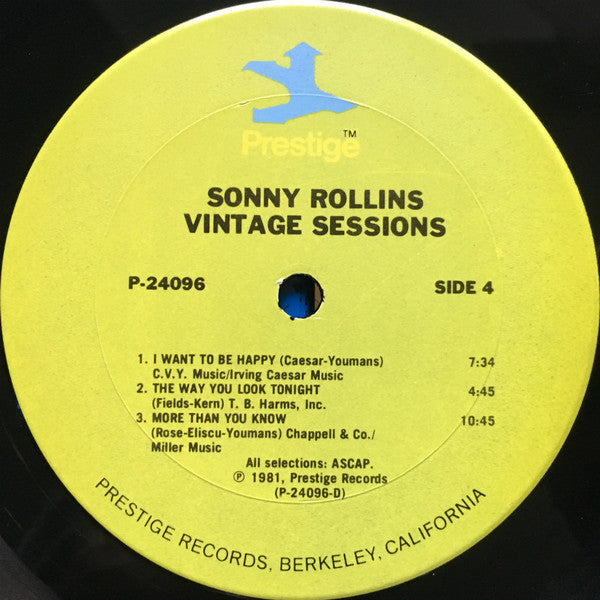 Prestige™
SONNY ROLLINS
VINTAGE SESSIONS
P-24096
SIDE 4
1. I WANT TO BE HAPPY (Caesar-Youmans) 7:34
C.V.Y. Music/Irving Caesar Music
2. THE WAY YOU LOOK TONIGHT 4:45
(Fields-Kern) T. B. Harms, Inc.
3. MORE THAN YOU KNOW 10:45
(Rose-Eliscu-Youmans) Chappell & Co./
Miller Music
All selections: ASCAP.
℗ 1981, Prestige Records
(P-24096-D)
PRESTIGE RECORDS, BERKELEY, CALIFORNIA